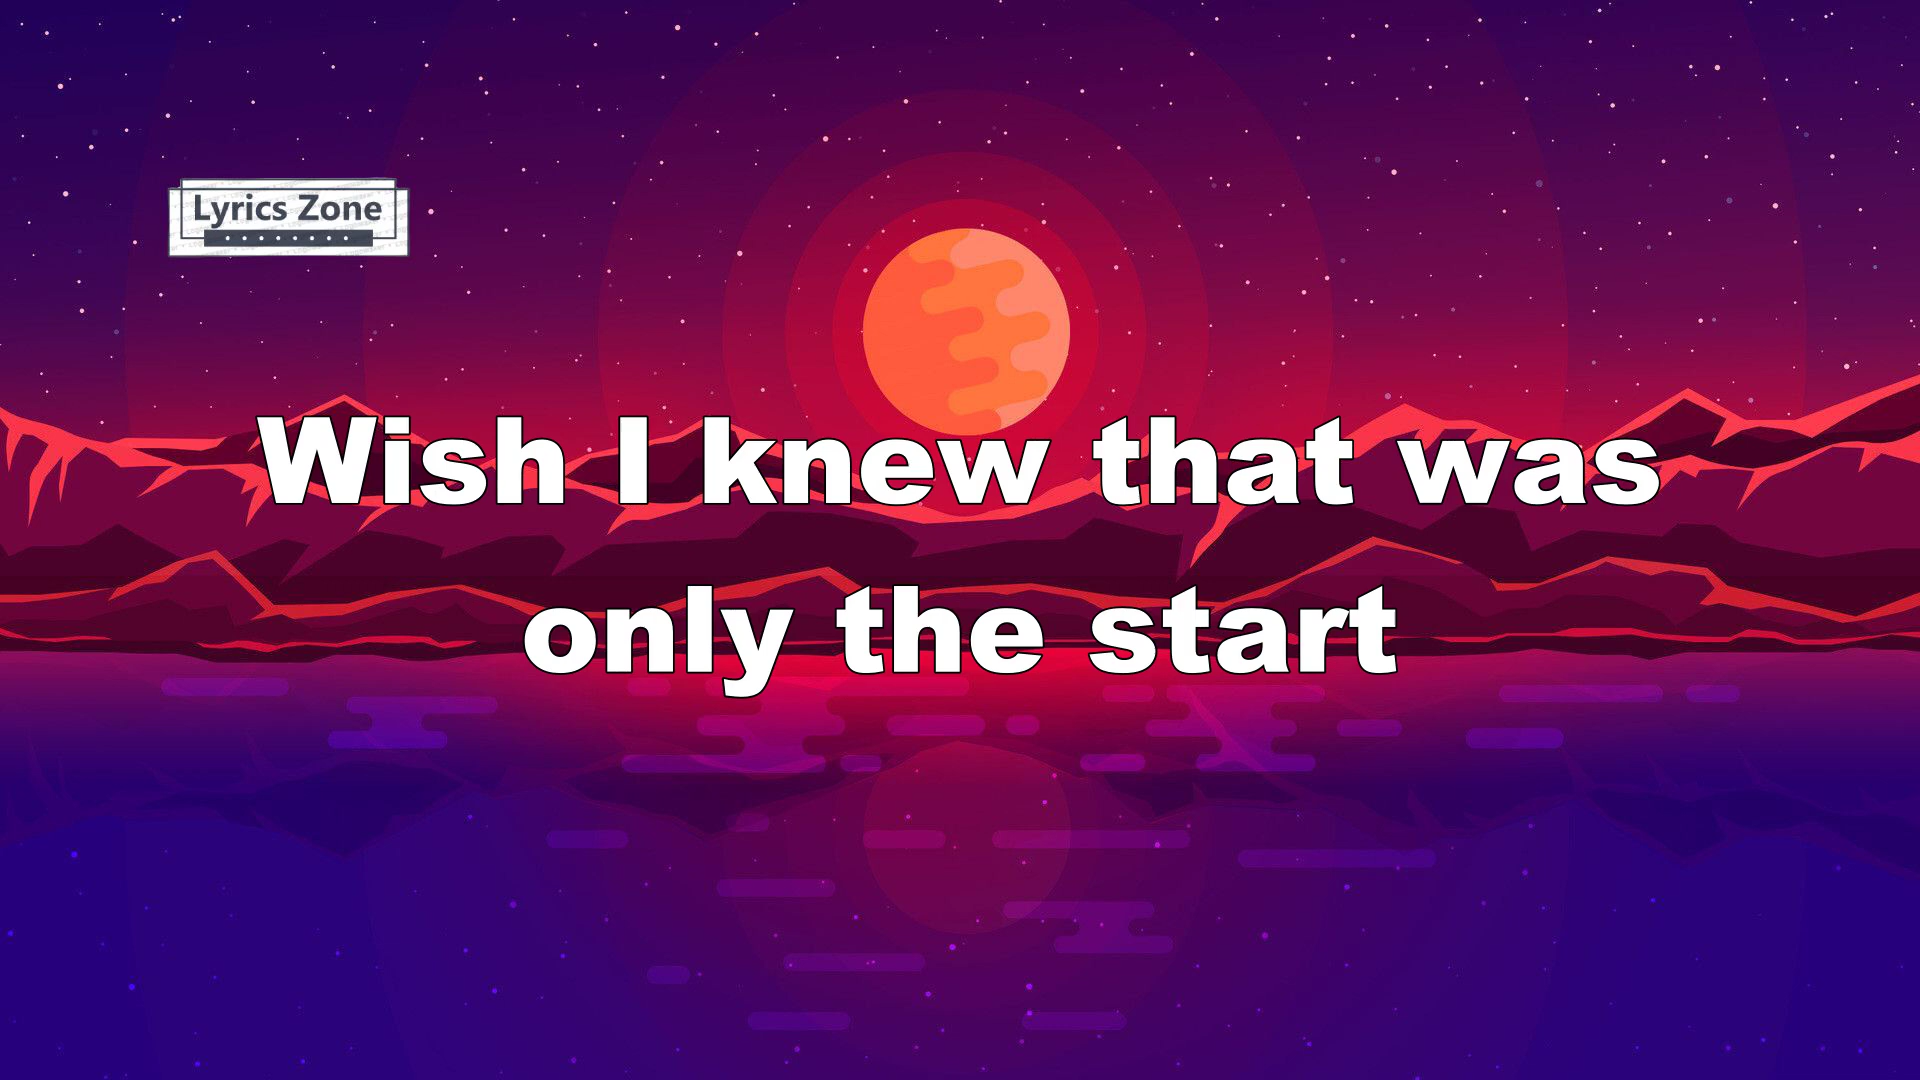 Lyrics Zone
Wish I knew that was
only the start